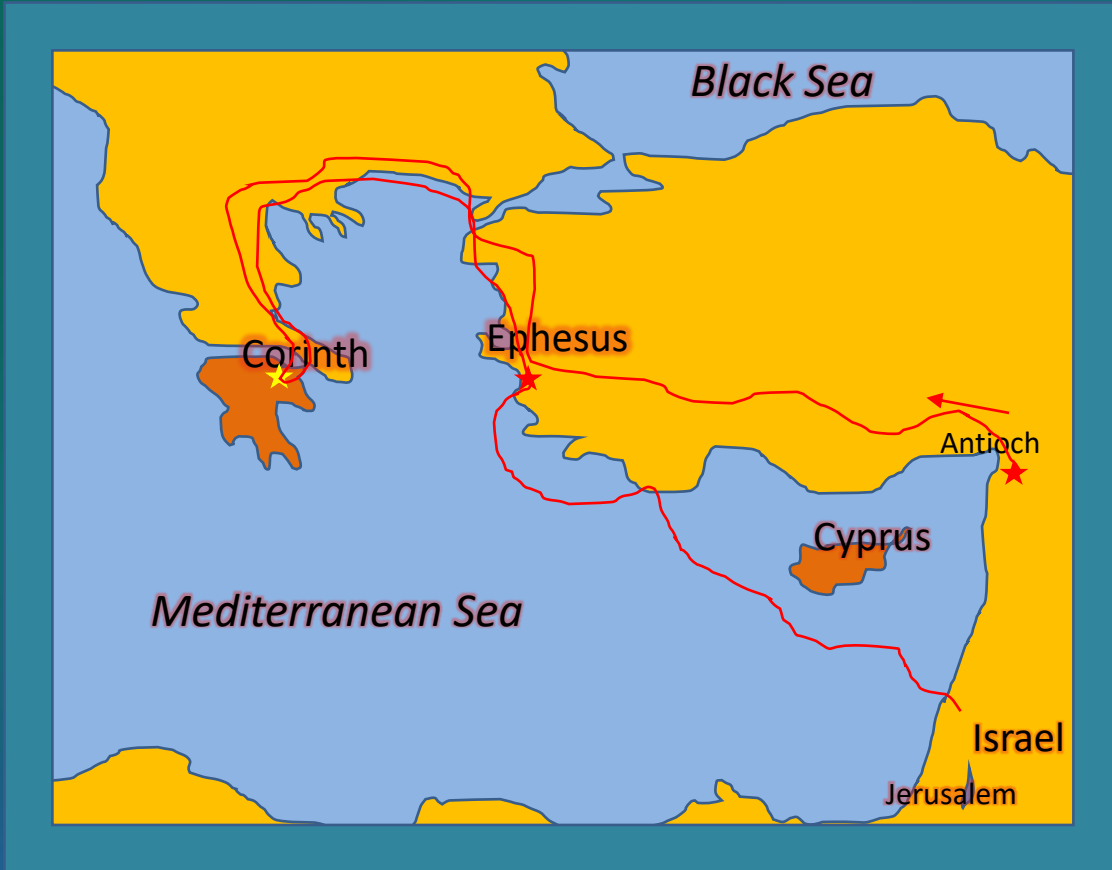 Black Sea
Corinth
Ephesus
Antioch
Cyprus
Mediterranean Sea
Israel
Jerusalem